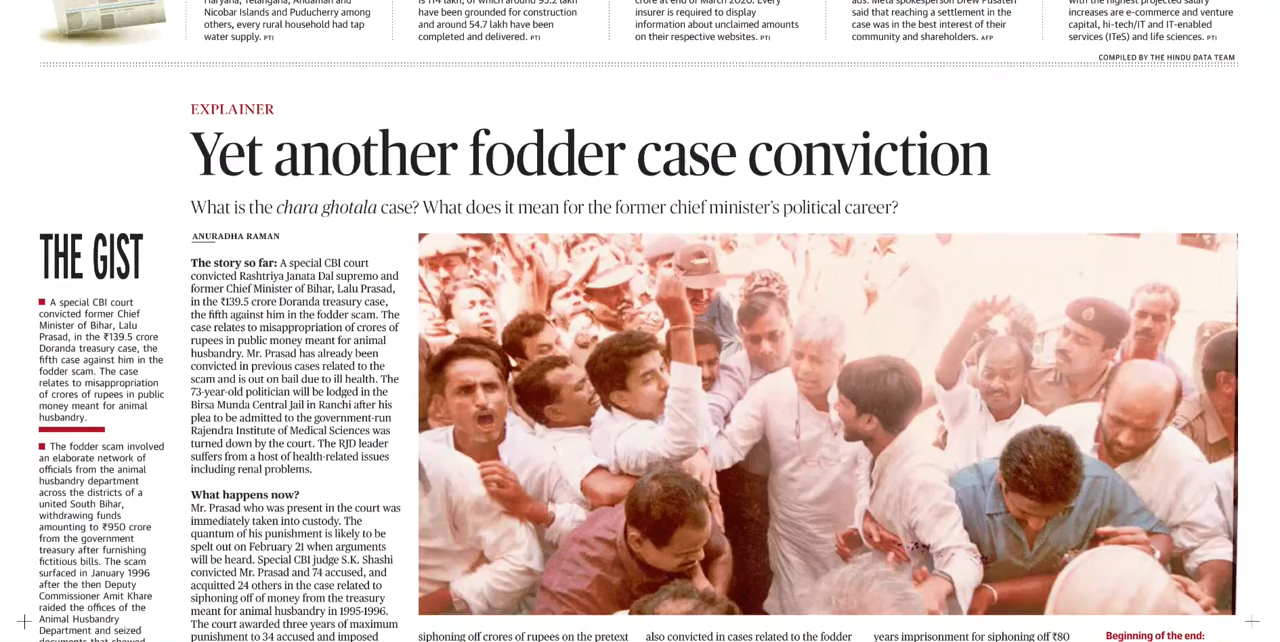 Haryana, Telangana, Andaman and
Nicobar Islands and Puducherry among
others, every rural household had tap
water supply. PTI
is 114 lakh, of which around 95.2 lakh
have been grounded for construction
and around 54.7 lakh have been
completed and delivered. PTI
crore at end of March 2020. Every
insurer is required to display
information about unclaimed amounts
on their respective websites. PTI
ads. Meta spokesperson Drew Pusateri
said that reaching a settlement in the
case was in the best interest of their
community and shareholders. AFP
with the highest projected salary
increases are e-commerce and venture
capital, hi-tech/IT and IT-enabled
services (ITeS) and life sciences. PTI
COMPILED BY THE HINDU DATA TEAM
EXPLAINER
Yet another fodder case conviction
What is the chara ghotala case? What does it mean for the former chief minister's political career?
THE GIST
■ A special CBI court
convicted former Chief
Minister of Bihar, Lalu
Prasad, in the ₹139.5 crore
Doranda treasury case, the
fifth case against him in the
fodder scam. The case
relates to misappropriation
of crores of rupees in public
money meant for animal
husbandry.
■ The fodder scam involved
an elaborate network of
officials from the animal
husbandry department
across the districts of a
united South Bihar,
withdrawing funds
amounting to ₹950 crore
from the government
treasury after furnishing
fictitious bills. The scam
surfaced in January 1996
after the then Deputy
Commissioner Amit Khare
raided the offices of the
Animal Husbandry
Department and seized
documents that showed
ANURADHA RAMAN
The story so far: A special CBI court
convicted Rashtriya Janata Dal supremo and
former Chief Minister of Bihar, Lalu Prasad,
in the ₹139.5 crore Doranda treasury case,
the fifth against him in the fodder scam. The
case relates to misappropriation of crores of
rupees in public money meant for animal
husbandry. Mr. Prasad has already been
convicted in previous cases related to the
scam and is out on bail due to ill health. The
73-year-old politician will be lodged in the
Birsa Munda Central Jail in Ranchi after his
plea to be admitted to the government-run
Rajendra Institute of Medical Sciences was
turned down by the court. The RJD leader
suffers from a host of health-related issues
including renal problems.
What happens now?
Mr. Prasad who was present in the court was
immediately taken into custody. The
quantum of his punishment is likely to be
spelt out on February 21 when arguments
will be heard. Special CBI judge S.K. Shashi
convicted Mr. Prasad and 74 accused, and
acquitted 24 others in the case related to
siphoning off of money from the treasury
meant for animal husbandry in 1995-1996.
The court awarded three years of maximum
punishment to 34 accused and imposed
siphoning off crores of rupees on the pretext
also convicted in cases related to the fodder
years imprisonment for siphoning off ₹80
Beginning of the end: